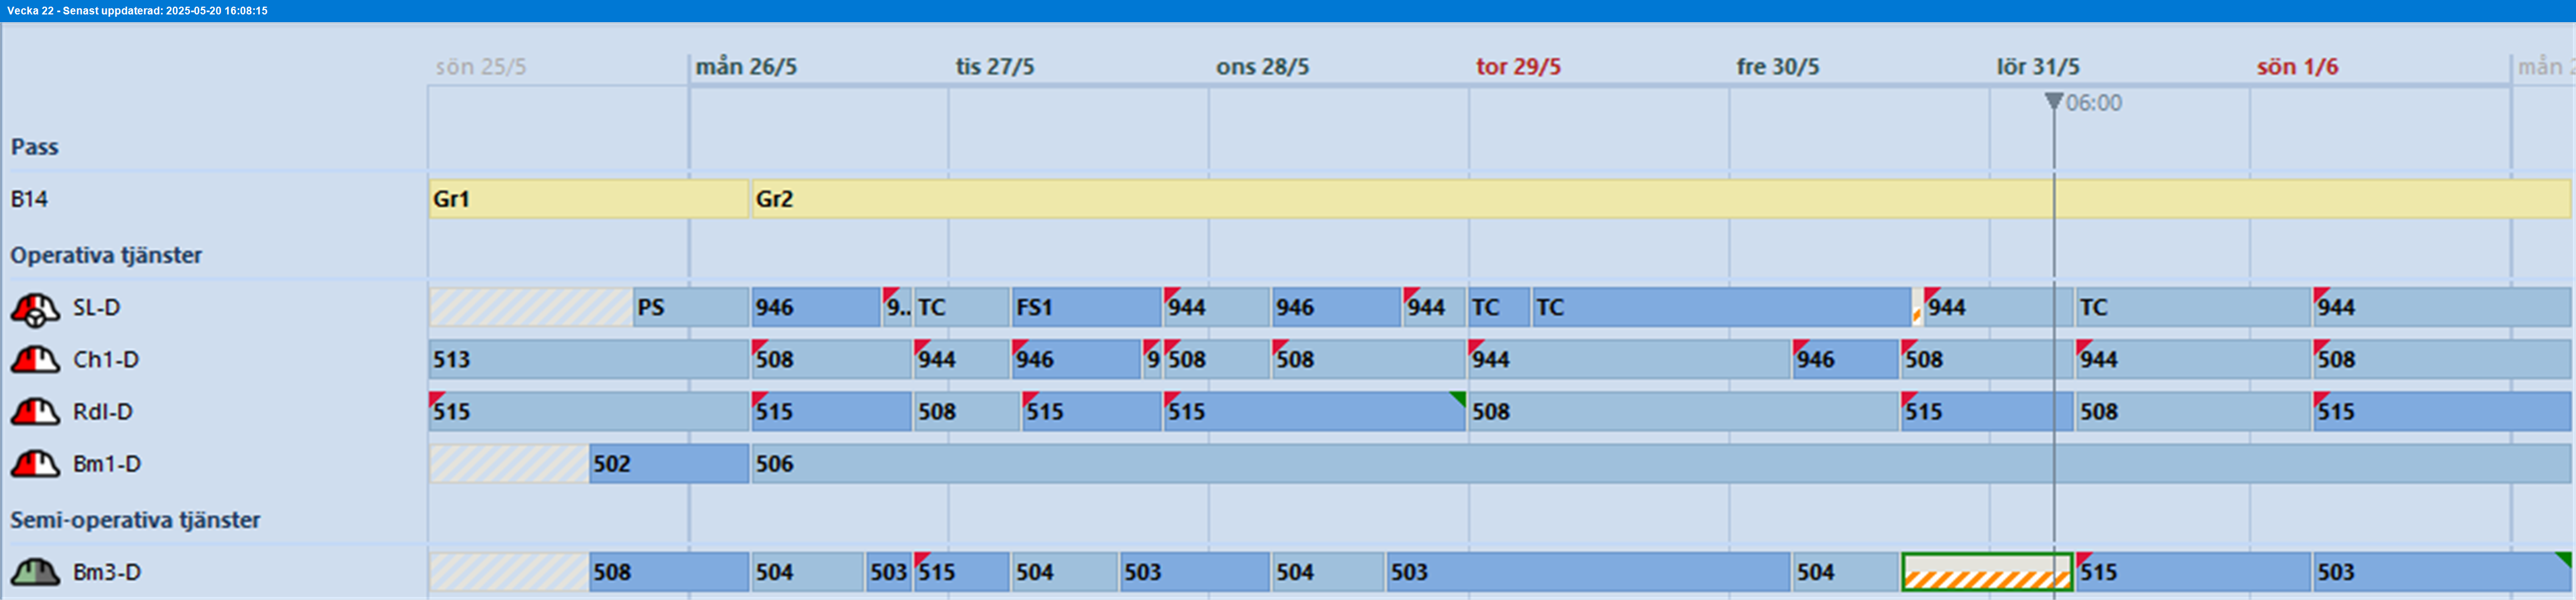 Vecka 22 - Senast uppdaterad: 2025-05-20 16:08:15
sön 25/5 mån 26/5 tis 27/5 ons 28/5 tor 29/5 fre 30/5 lör 31/5 sön 1/6 mån
06:00
Pass
B14 Gr1 Gr2
Operativa tjänster
SL-D PS 946 9.. TC FS1 944 946 944 TC TC 944 TC 944
Ch1-D 513 508 944 946 9 508 508 944 946 508 944 508
Rdl-D 515 515 508 515 515 508 515 508 515
Bm1-D 502 506
Semi-operativa tjänster
Bm3-D 508 504 503 515 504 503 504 503 504 515 503